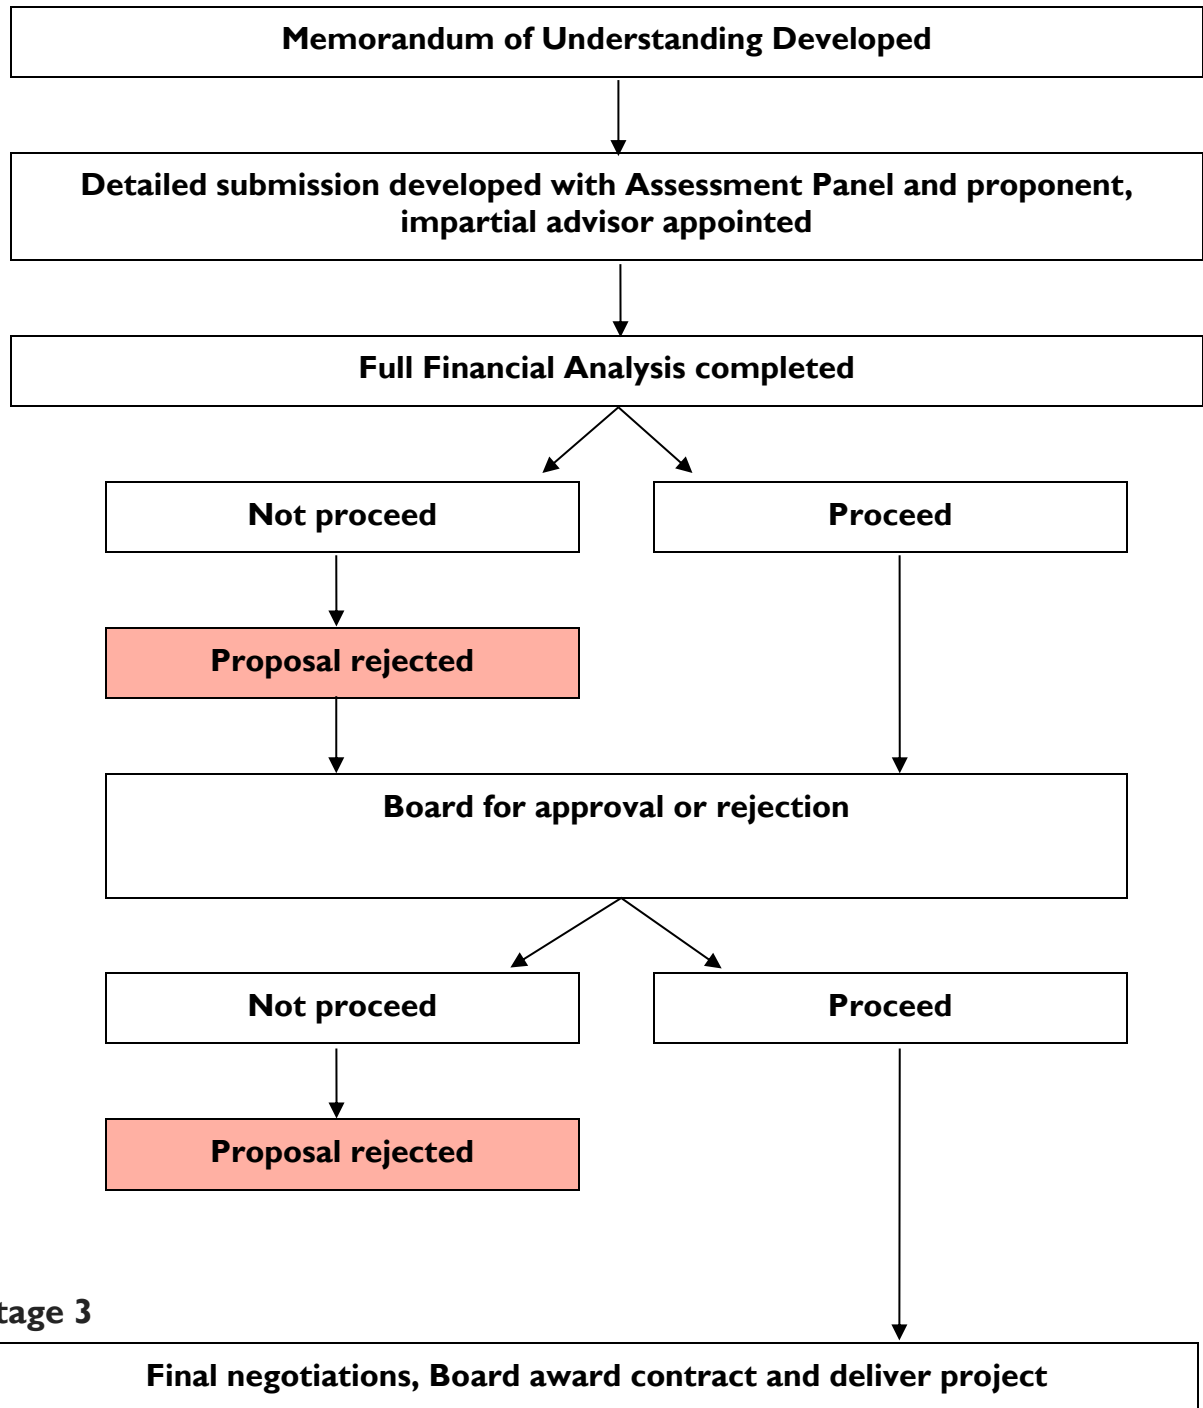 Memorandum of Understanding Developed
Detailed submission developed with Assessment Panel and proponent,
impartial advisor appointed
Full Financial Analysis completed
Not proceed
Proceed
Proposal rejected
Board for approval or rejection
Not proceed
Proceed
Proposal rejected
tage 3
Final negotiations, Board award contract and deliver project